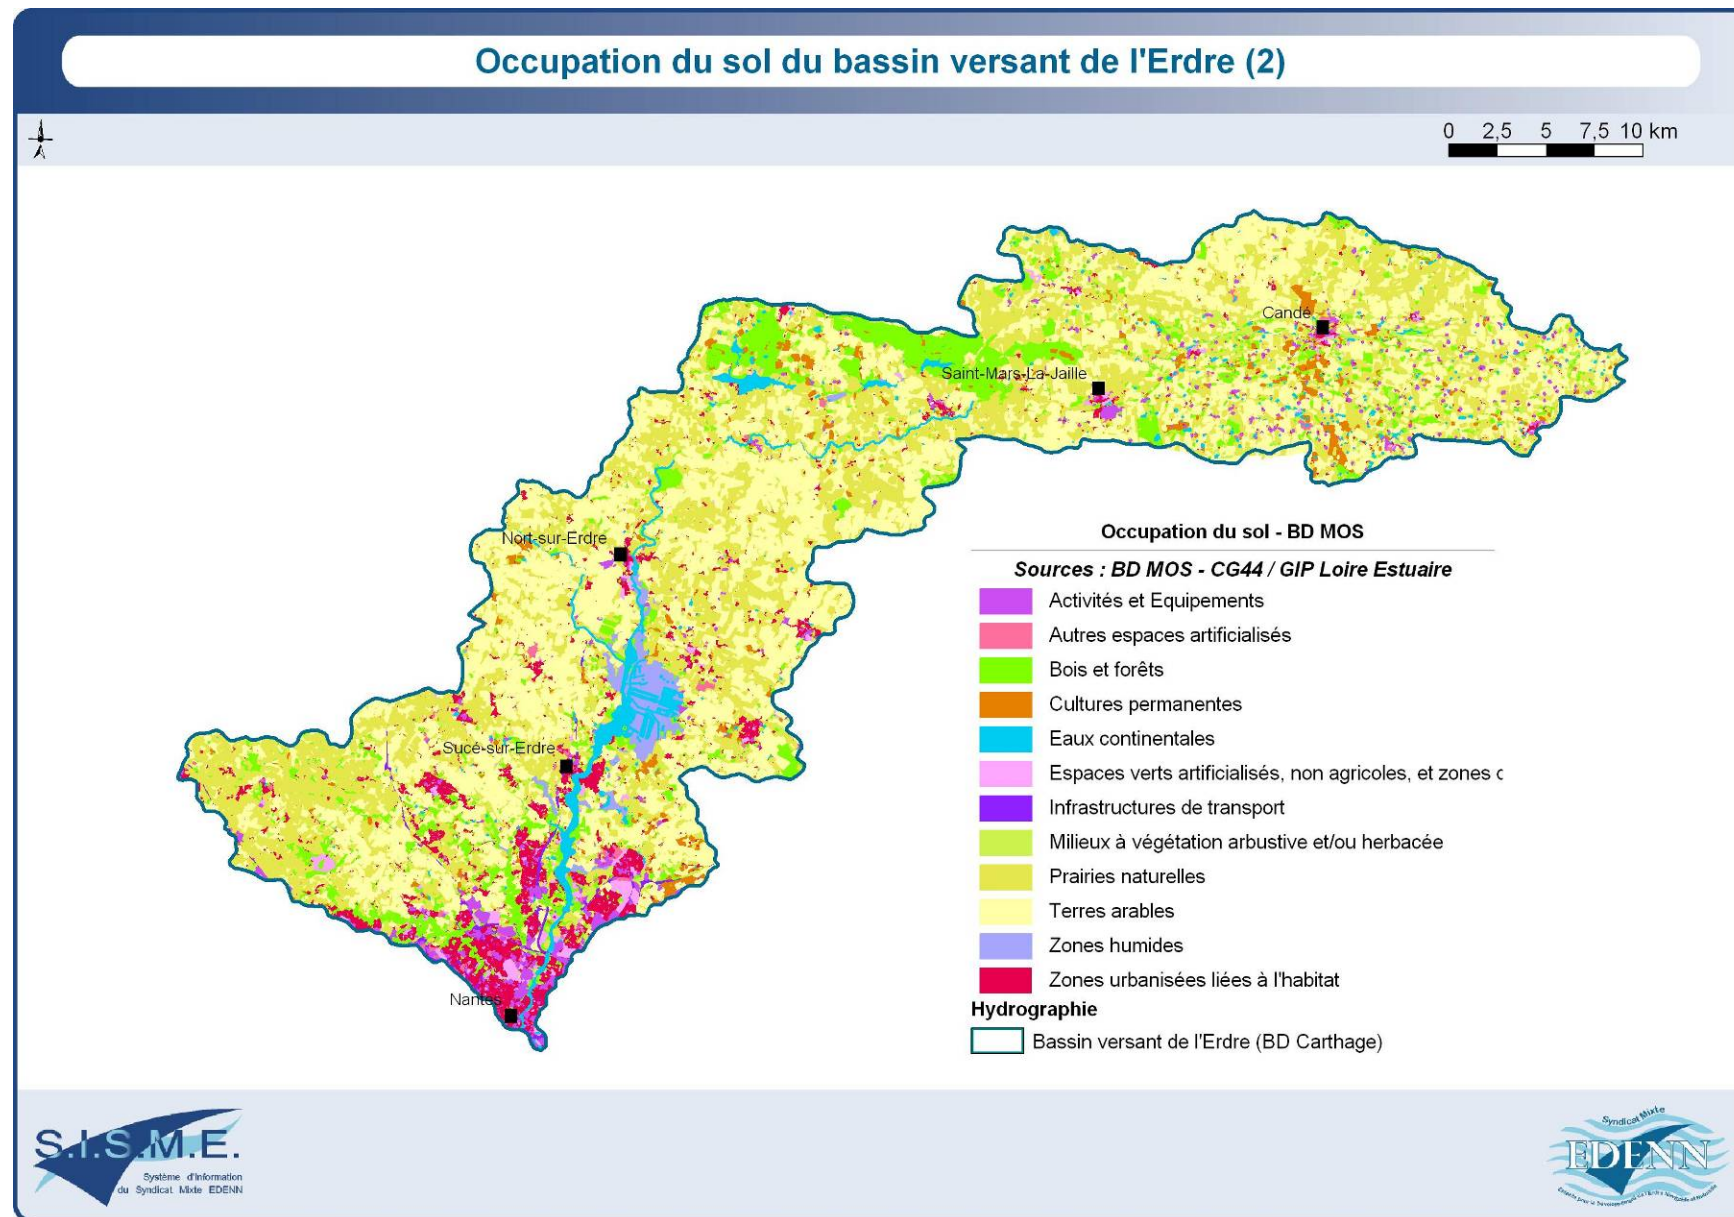 Occupation du sol du bassin versant de l'Erdre (2)
0 2,5 5 7,5 10 km
Candé
Saint-Mars-La-Jaille
Nort-sur-Erdre
Sucé-sur-Erdre
Nantes
Occupation du sol - BD MOS
Sources : BD MOS - CG44 / GIP Loire Estuaire
Activités et Equipements
Autres espaces artificialisés
Bois et forêts
Cultures permanentes
Eaux continentales
Espaces verts artificialisés, non agricoles, et zones c
Infrastructures de transport
Milieux à végétation arbustive et/ou herbacée
Prairies naturelles
Terres arables
Zones humides
Zones urbanisées liées à l'habitat
Hydrographie
Bassin versant de l'Erdre (BD Carthage)
S.I.S.M.E.
Système d'Information
du Syndicat Mixte EDENN
Syndicat Mixte
EDENN